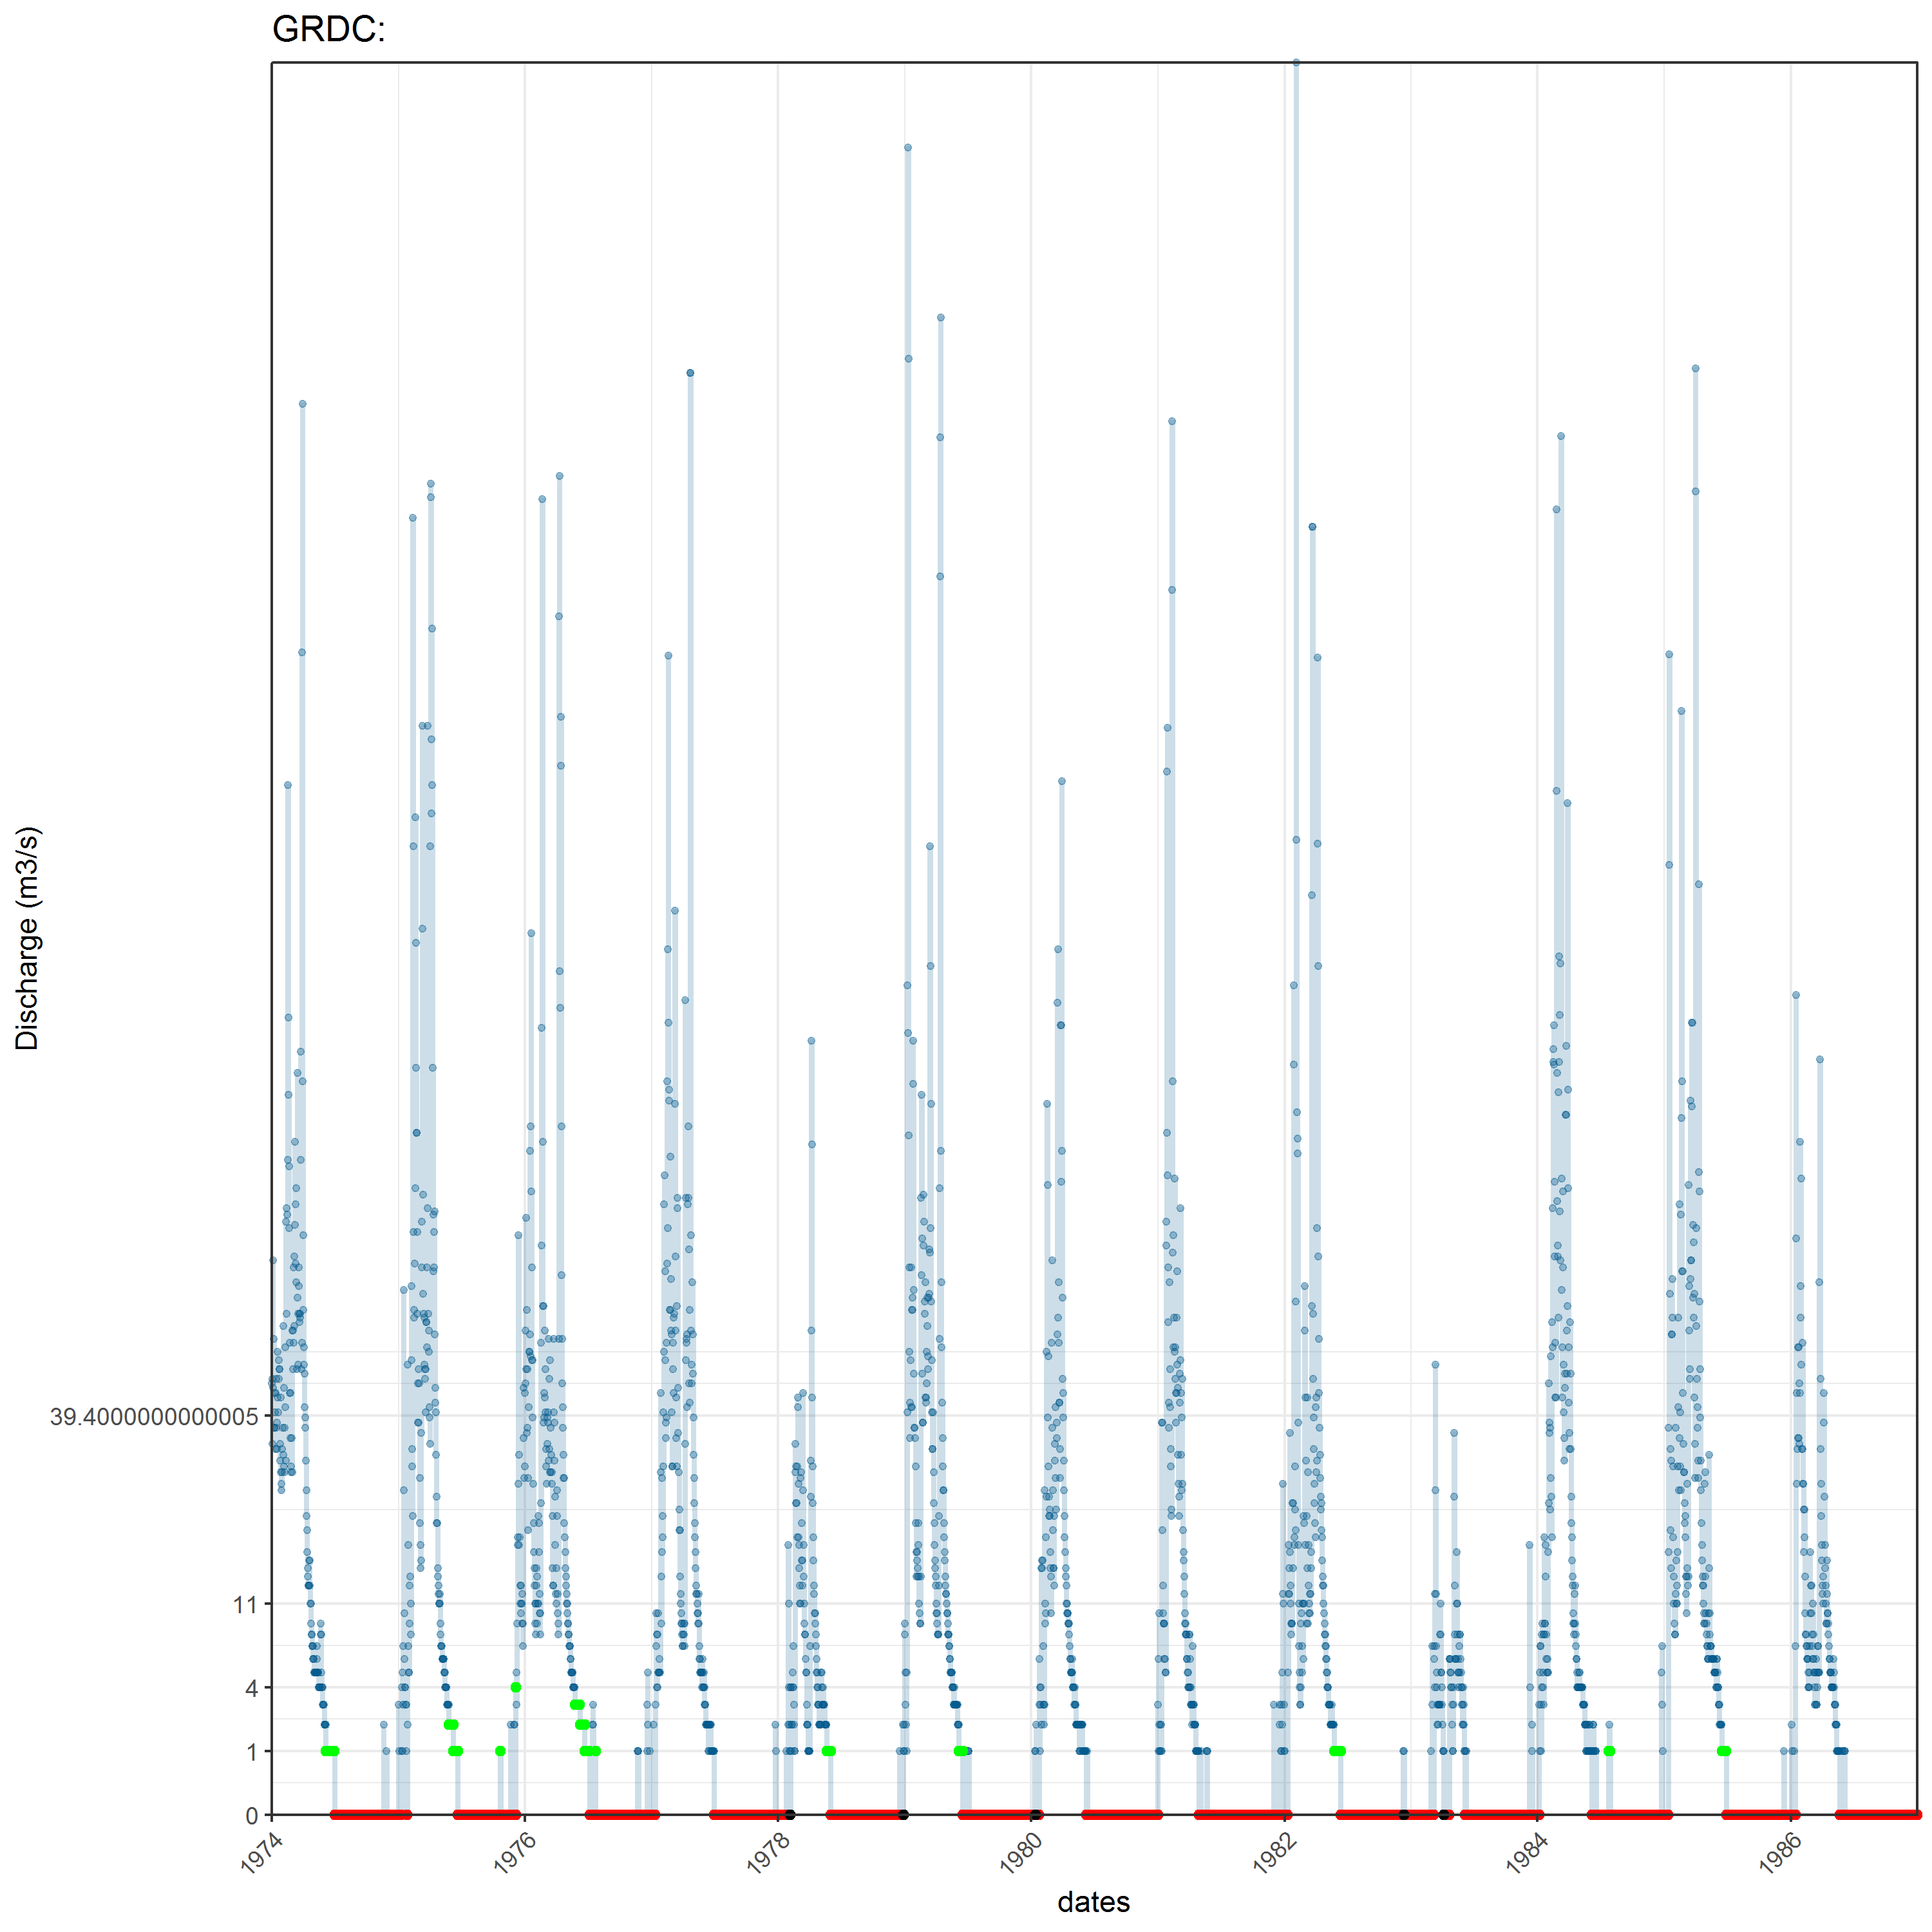 GRDC:
Discharge (m3/s)
39.4000000000005
11
4
1
0
1974 1976 1978 1980 1982 1984 1986
dates